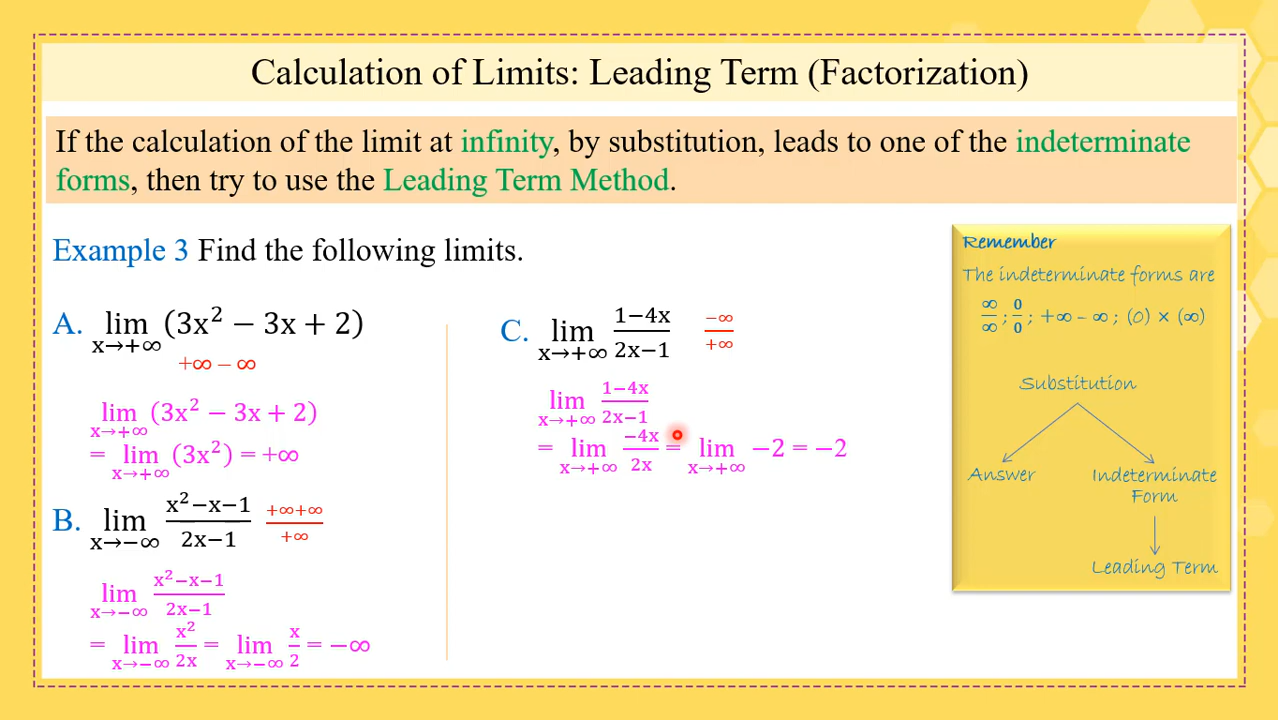 Calculation of Limits: Leading Term (Factorization)
If the calculation of the limit at infinity, by substitution, leads to one of the indeterminate
forms, then try to use the Leading Term Method.
Example 3 Find the following limits.
A. lim x→+∞ (3x² − 3x + 2)
+∞ − ∞
lim x→+∞ (3x² − 3x + 2)
= lim x→+∞ (3x²) = +∞
B. lim x→−∞ (x²−x−1)/(2x−1) (+∞+∞)/(+∞)
lim x→−∞ (x²−x−1)/(2x−1)
= lim x→−∞ x²/2x = lim x→−∞ x/2 = −∞
C. lim x→+∞ (1−4x)/(2x−1) (−∞)/(+∞)
lim x→+∞ (1−4x)/(2x−1)
= lim x→+∞ −4x/2x = lim x→+∞ −2 = −2
Remember
The indeterminate forms are
∞/∞ ; 0/0 ; +∞ − ∞ ; (0) × (∞)
Substitution
Answer
Indeterminate
Form
Leading Term